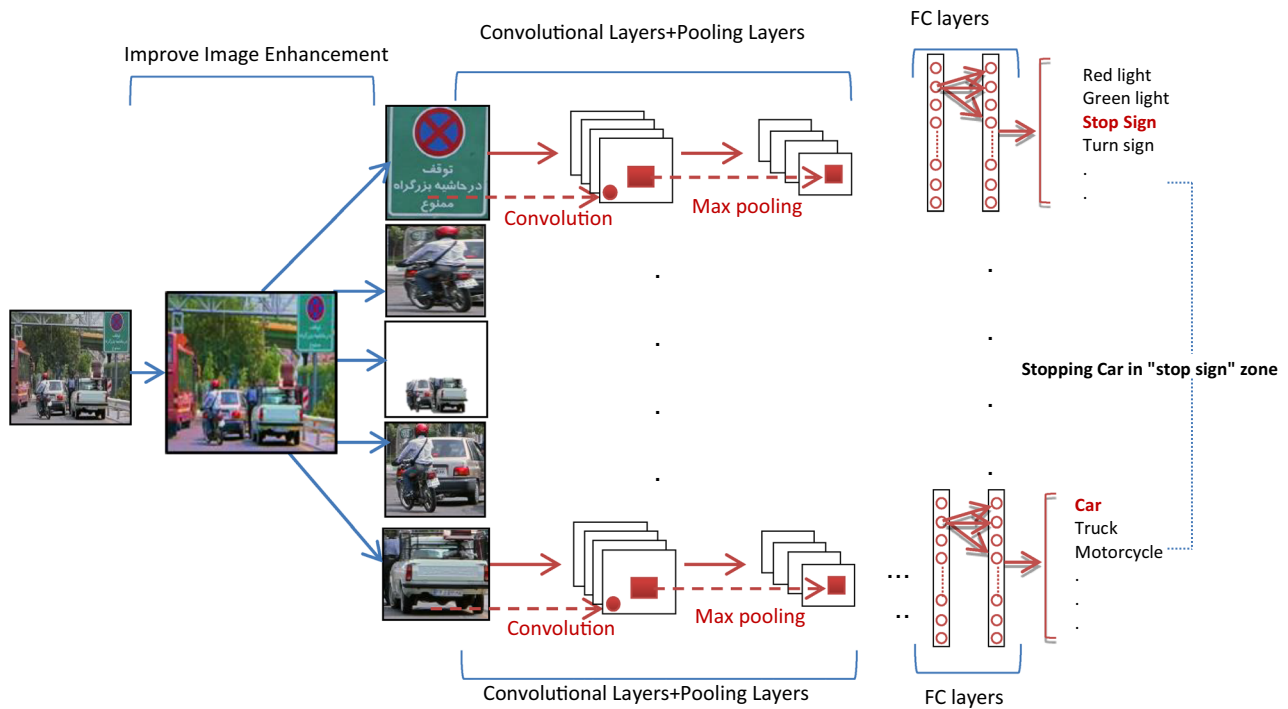 FC layers
Convolutional Layers+Pooling Layers
Improve Image Enhancement
Red light
Green light
Stop Sign
Turn sign
.
.
توقف
درحاشیه بزرگراه
ممنوع
Convolution
Max pooling
Stopping Car in "stop sign" zone
Car
Truck
Motorcycle
.
.
.
...
..
Convolution
Max pooling
Convolutional Layers+Pooling Layers
FC layers